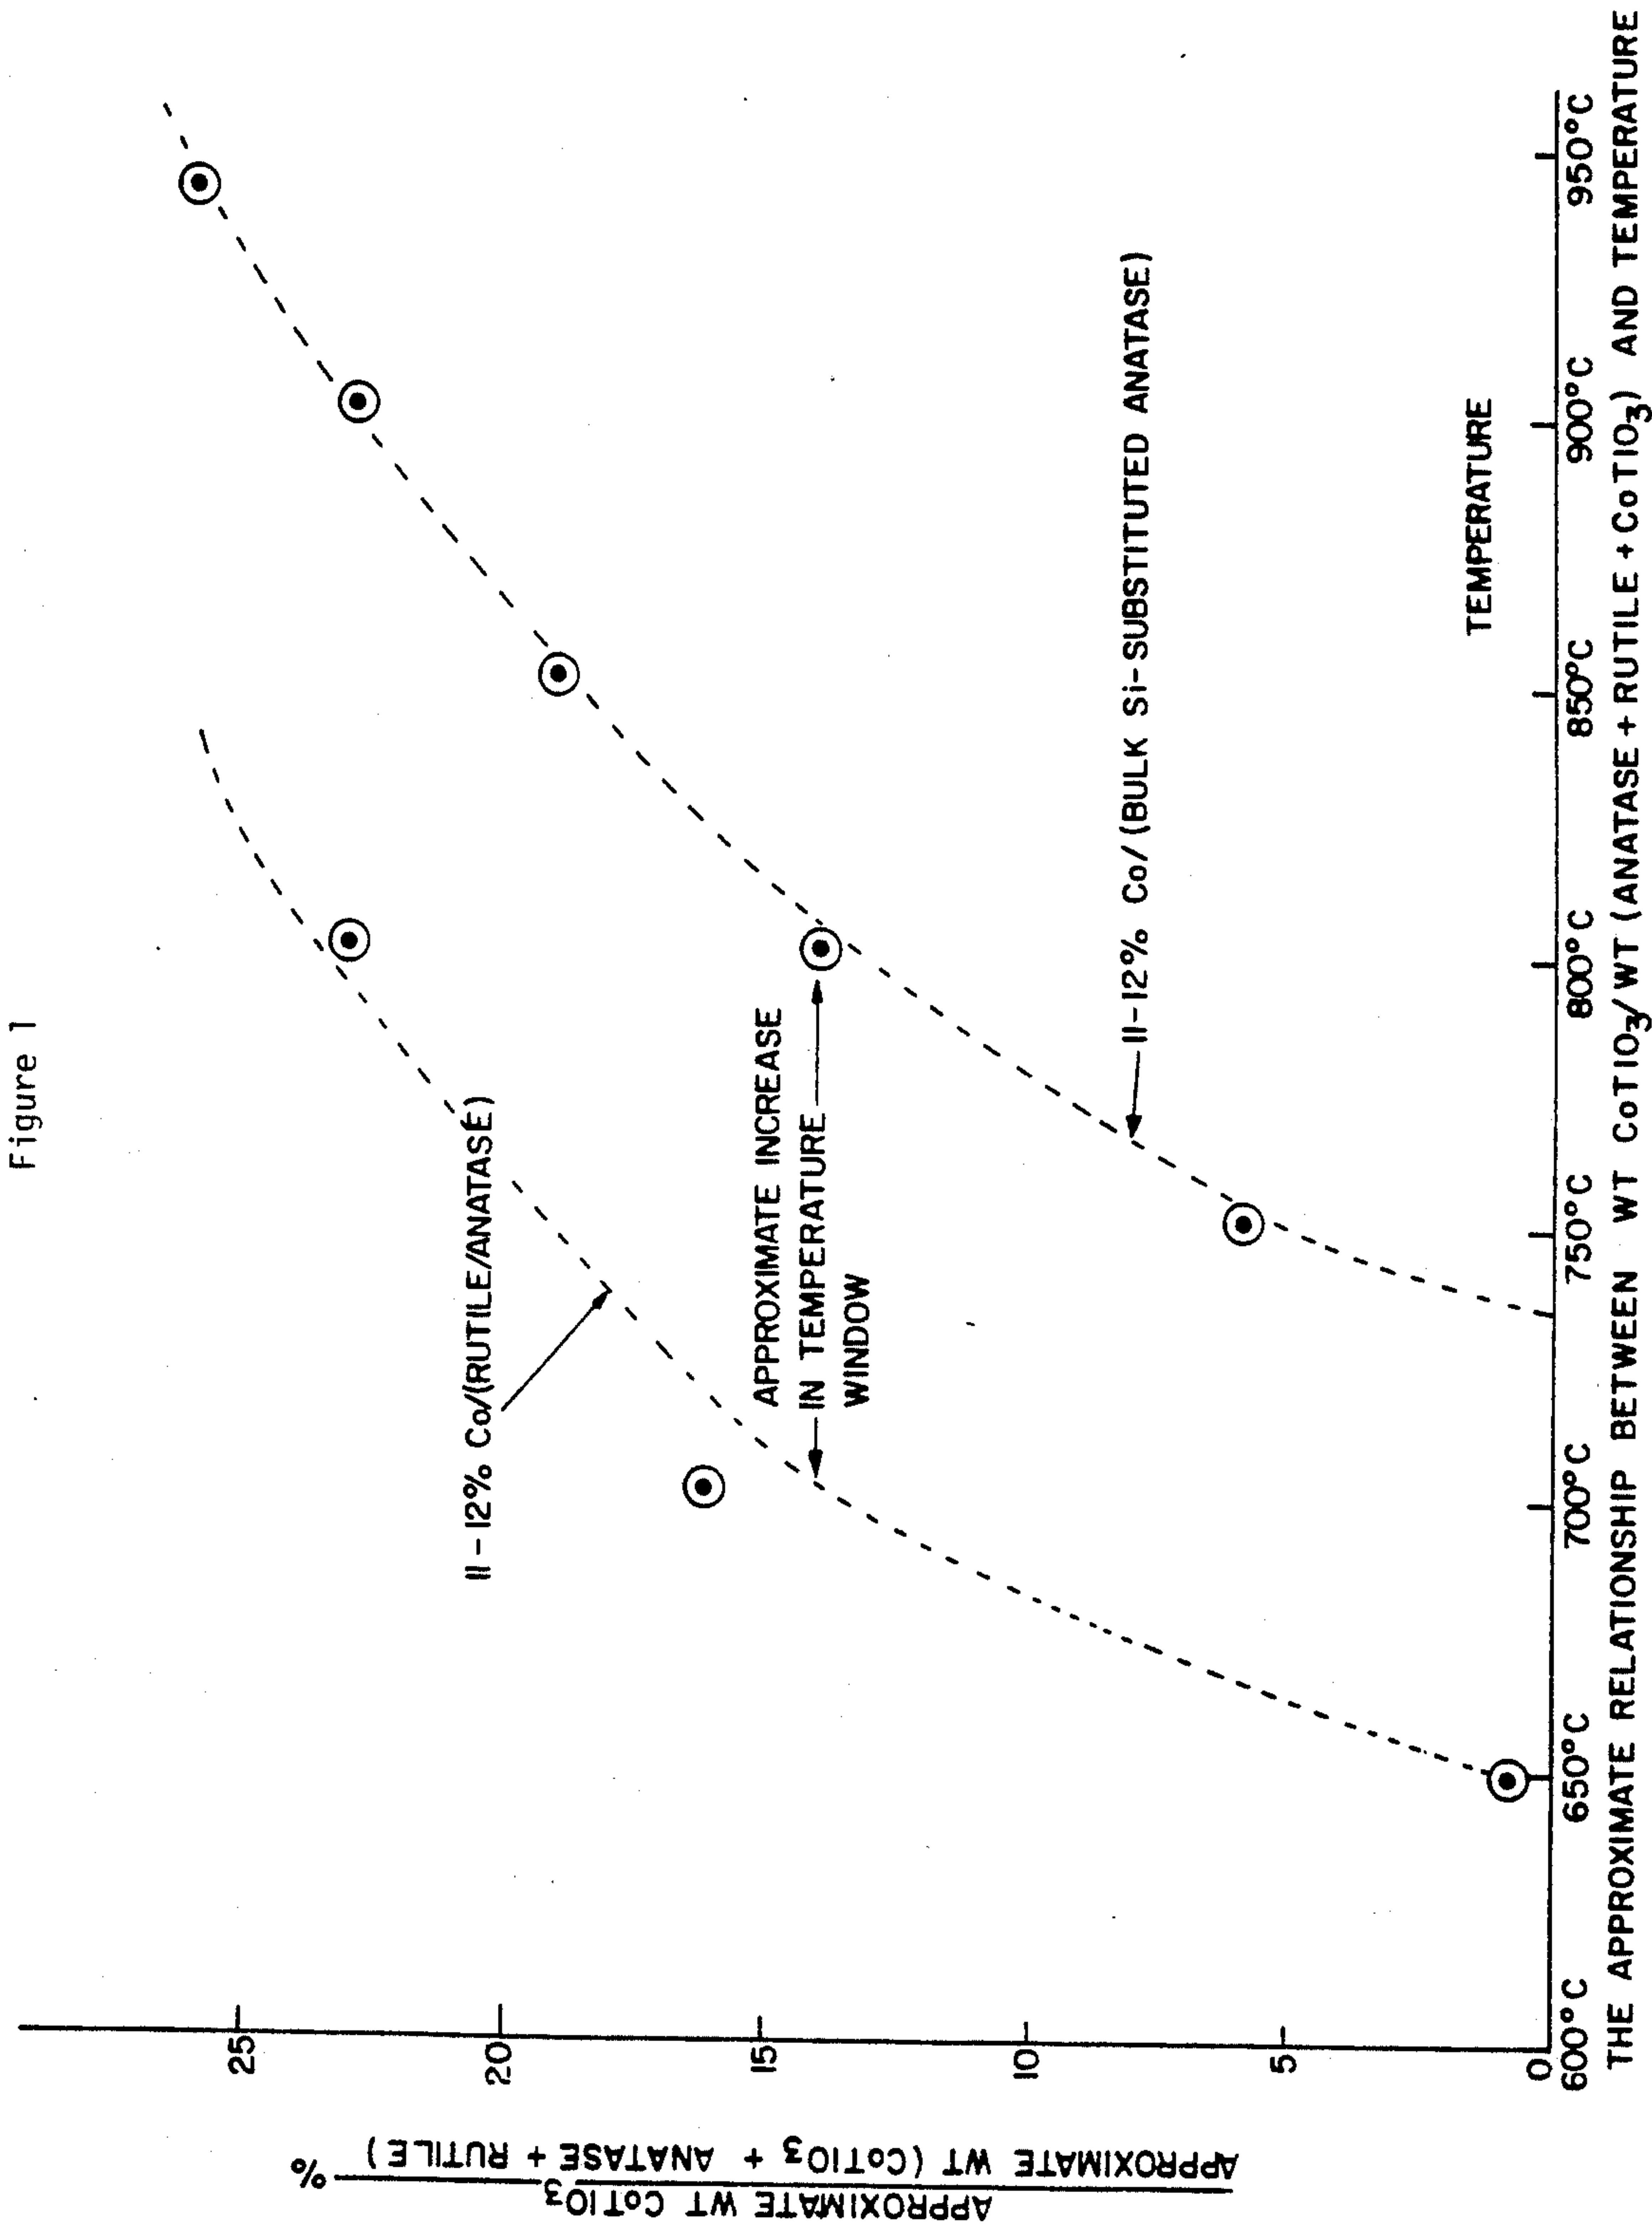 Figure 1
APPROXIMATE WT CoTiO3
APPROXIMATE WT (CoTiO3 + ANATASE + RUTILE)
%
25
20
15
10
5
0
11-12% Co/(RUTILE/ANATASE)
APPROXIMATE INCREASE
IN TEMPERATURE
WINDOW
11-12% Co/(BULK Si-SUBSTITUTED ANATASE)
TEMPERATURE
600°C 650°C 700°C 750°C 800°C 850°C 900°C 950°C
THE APPROXIMATE RELATIONSHIP BETWEEN WT CoTIO3/WT (ANATASE + RUTILE + CoTIO3) AND TEMPERATURE